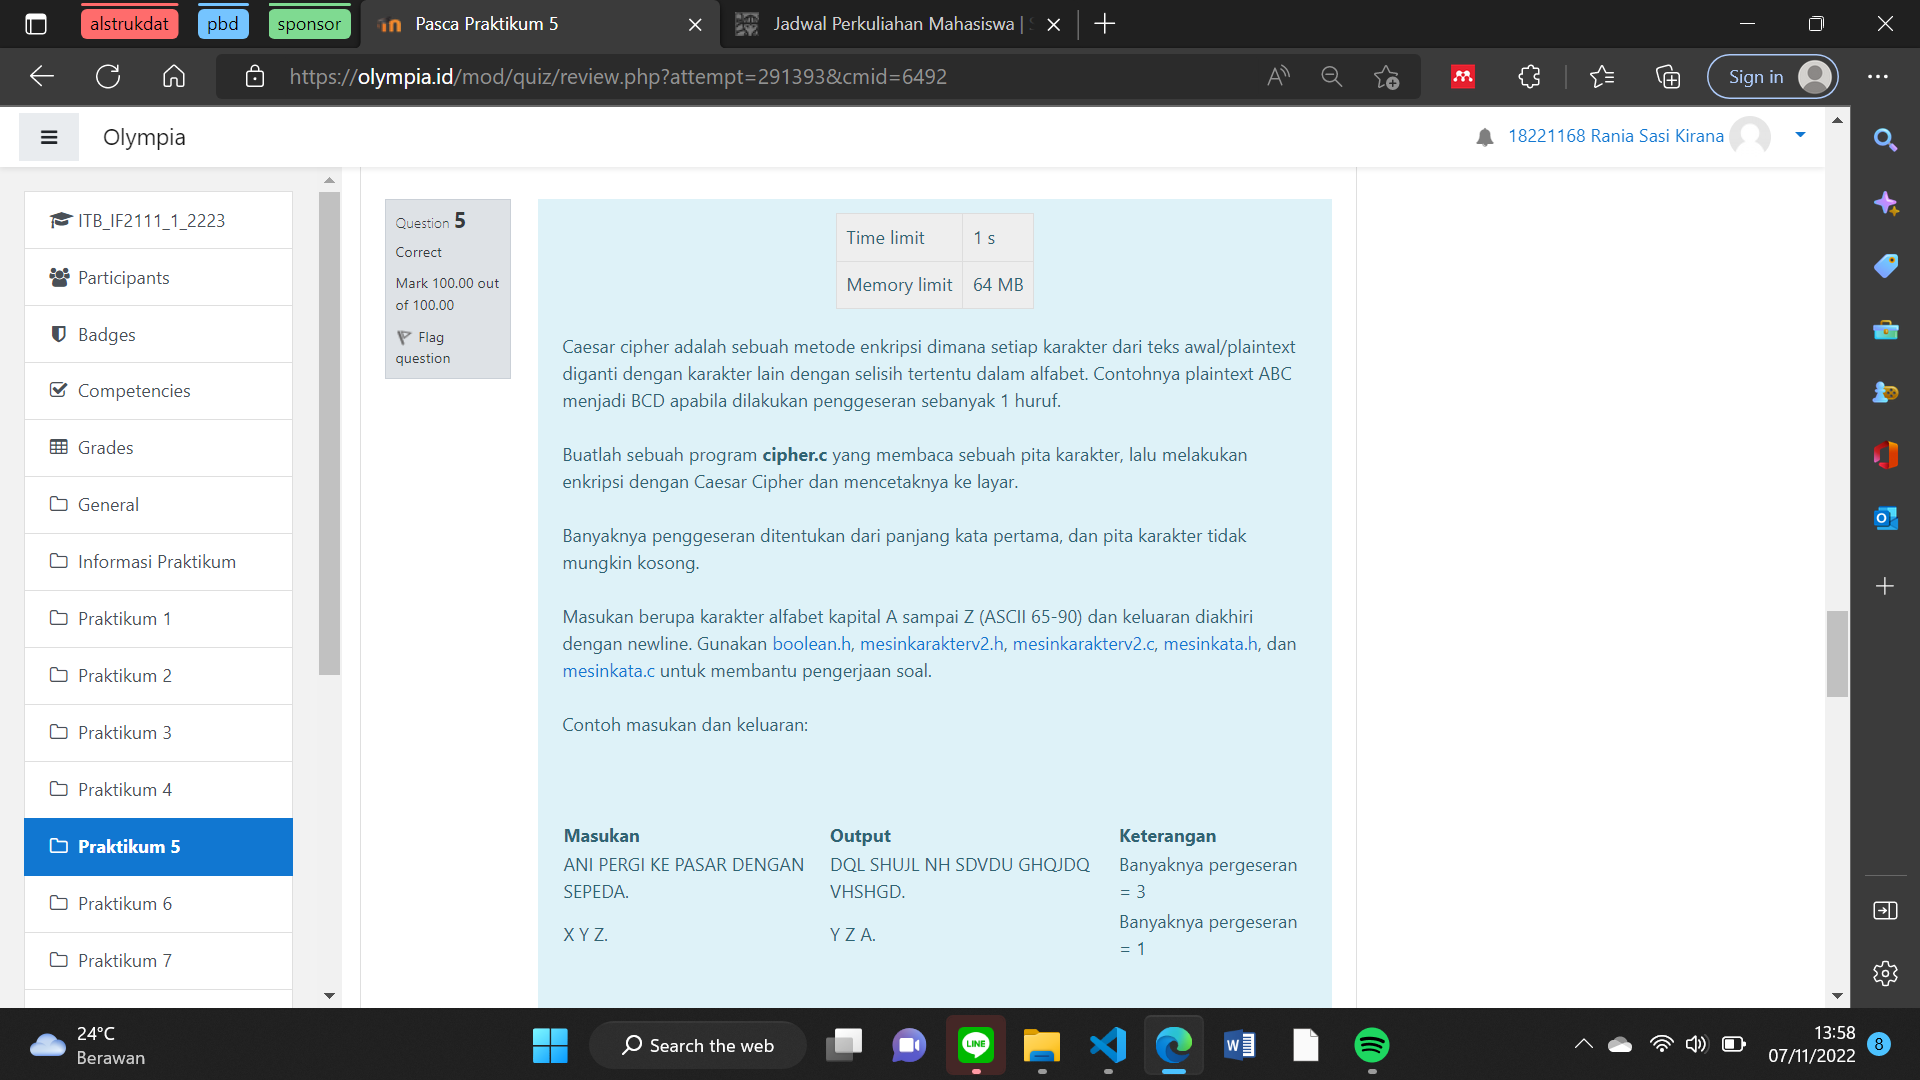 alstrukdat
pbd
sponsor
Pasca Praktikum 5
Jadwal Perkuliahan Mahasiswa |
https://olympia.id/mod/quiz/review.php?attempt=291393&cmid=6492
Sign in
Olympia
18221168 Rania Sasi Kirana
ITB_IF2111_1_2223
Participants
Badges
Competencies
Grades
General
Informasi Praktikum
Praktikum 1
Praktikum 2
Praktikum 3
Praktikum 4
Praktikum 5
Praktikum 6
Praktikum 7
Question 5
Correct
Mark 100.00 out
of 100.00
Flag
question
Time limit 1 s
Memory limit 64 MB
Caesar cipher adalah sebuah metode enkripsi dimana setiap karakter dari teks awal/plaintext
diganti dengan karakter lain dengan selisih tertentu dalam alfabet. Contohnya plaintext ABC
menjadi BCD apabila dilakukan penggeseran sebanyak 1 huruf.
Buatlah sebuah program cipher.c yang membaca sebuah pita karakter, lalu melakukan
enkripsi dengan Caesar Cipher dan mencetaknya ke layar.
Banyaknya penggeseran ditentukan dari panjang kata pertama, dan pita karakter tidak
mungkin kosong.
Masukan berupa karakter alfabet kapital A sampai Z (ASCII 65-90) dan keluaran diakhiri
dengan newline. Gunakan boolean.h, mesinkarakterv2.h, mesinkarakterv2.c, mesinkata.h, dan
mesinkata.c untuk membantu pengerjaan soal.
Contoh masukan dan keluaran:
Masukan Output Keterangan
ANI PERGI KE PASAR DENGAN DQL SHUJL NH SDVDU GHQJDQ Banyaknya pergeseran
SEPEDA. VHSHGD. = 3
X Y Z. Y Z A. Banyaknya pergeseran
= 1
24°C
Berawan
Search the web
LINE
13:58
07/11/2022
8